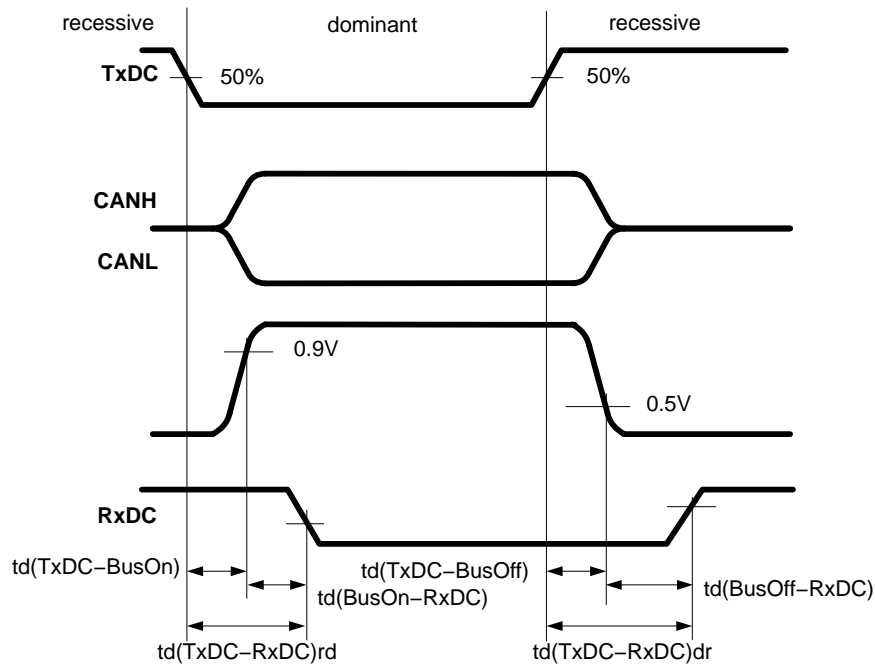 recessive
dominant
recessive
TxDC
50%
50%
CANH
CANL
0.9V
0.5V
RxDC
td(TxDC−BusOn)
td(TxDC−BusOff)
td(BusOn−RxDC)
td(BusOff−RxDC)
td(TxDC−RxDC)rd
td(TxDC−RxDC)dr